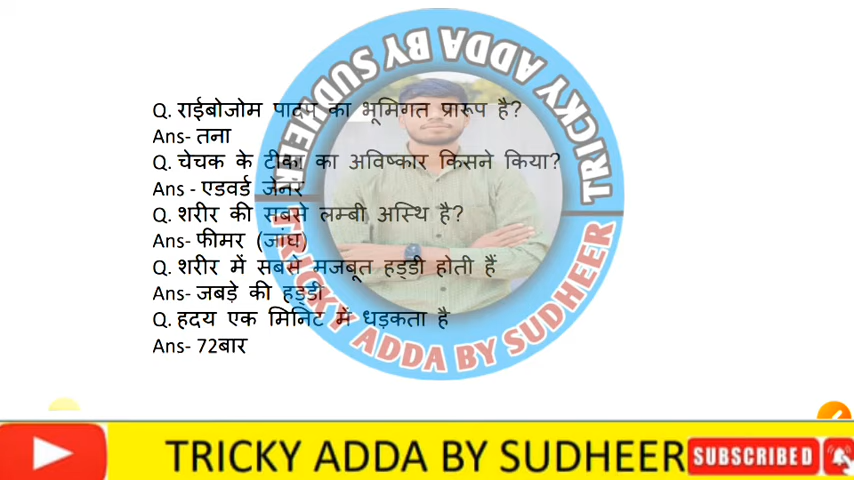 TRICKY ADDA BY SUDHEER
Q. राईबोजोम पादप का भूमिगत प्रारूप है?
Ans- तना
Q. चेचक के टीका का अविष्कार किसने किया?
Ans - एडवर्ड जेनर
Q. शरीर की सबसे लम्बी अस्थि है?
Ans- फीमर (जांघ)
Q. शरीर में सबसे मजबूत हड्डी होती हैं
Ans- जबड़े की हड्डी
Q. हदय एक मिनिट में धड़कता है
Ans- 72बार
TRICKY ADDA BY SUDHEER
TRICKY ADDA BY SUDHEER
SUBSCRIBED